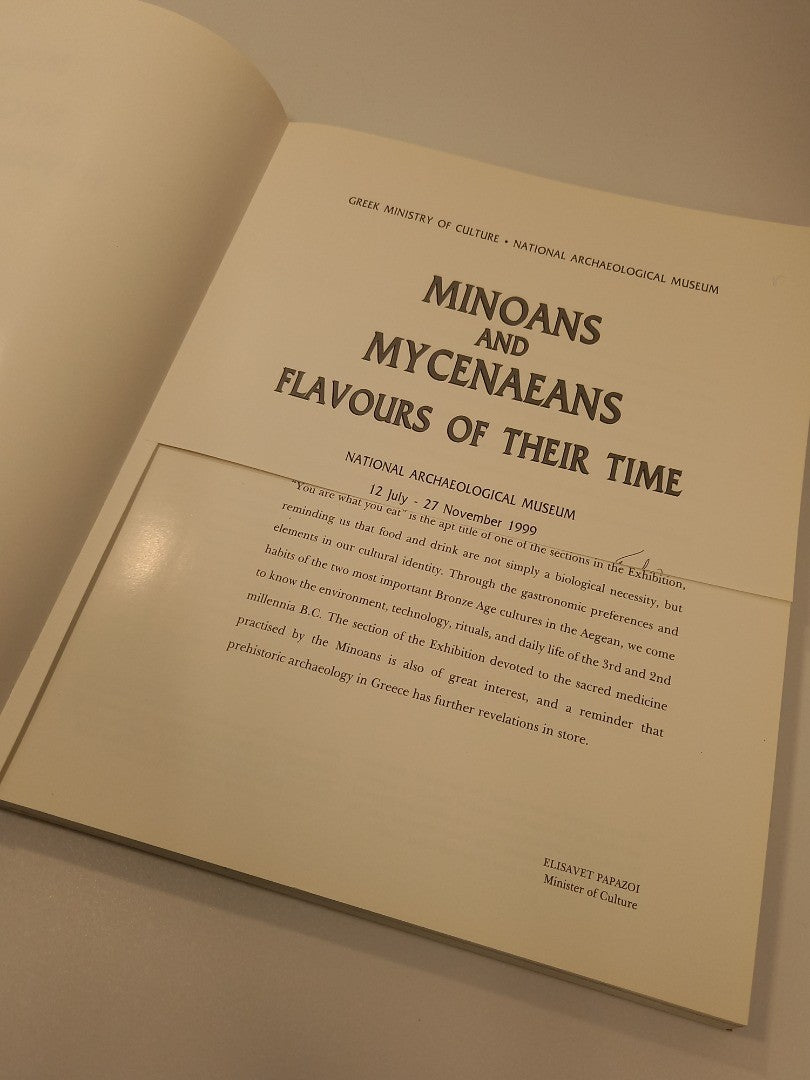 GREEK MINISTRY OF CULTURE • NATIONAL ARCHAEOLOGICAL MUSEUM
MINOANS
AND
MYCENAEANS
FLAVOURS OF THEIR TIME
NATIONAL ARCHAEOLOGICAL MUSEUM
12 July - 27 November 1999
"You are what you eat" is the apt title of one of the sections in the Exhibition,
reminding us that food and drink are not simply a biological necessity, but
elements in our cultural identity. Through the gastronomic preferences and
habits of the two most important Bronze Age cultures in the Aegean, we come
to know the environment, technology, rituals, and daily life of the 3rd and 2nd
millennia B.C. The section of the Exhibition devoted to the sacred medicine
practised by the Minoans is also of great interest, and a reminder that
prehistoric archaeology in Greece has further revelations in store.
ELISAVET PAPAZOI
Minister of Culture